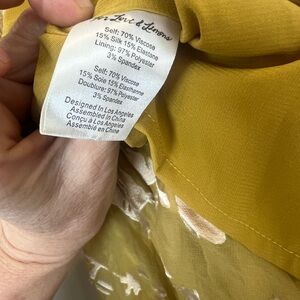 for Love & Lemons
Self: 70% Viscose
15% Silk 15% Elastane
Lining: 97% Polyester
3% Spandex
Self: 70% Viscose
15% Soie 15% Elasthanne
Doublure: 97% Polyester
3% Spandex
Designed in Los Angeles
Assembled in China
Conçu à Los Angeles
Assemblé en China